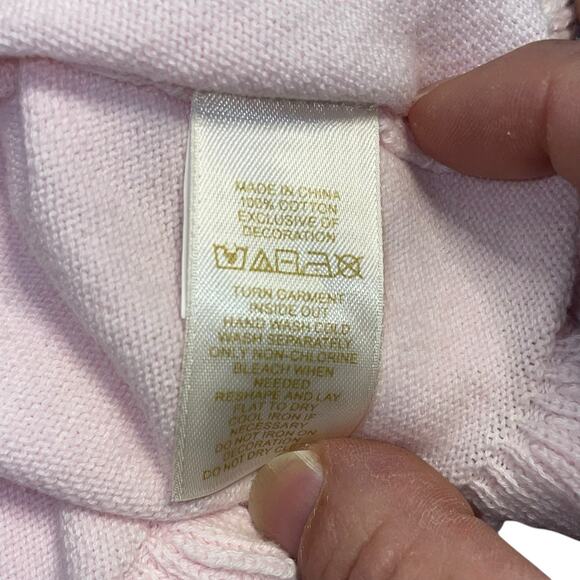 MADE IN CHINA
100% COTTON
EXCLUSIVE OF
DECORATION
TURN GARMENT
INSIDE OUT
HAND WASH COLD
WASH SEPARATELY
ONLY NON-CHLORINE
BLEACH WHEN
NEEDED
RESHAPE AND LAY
FLAT TO DRY
COOL IRON IF
NECESSARY
DO NOT IRON ON
DECORATION
DO NOT DRY